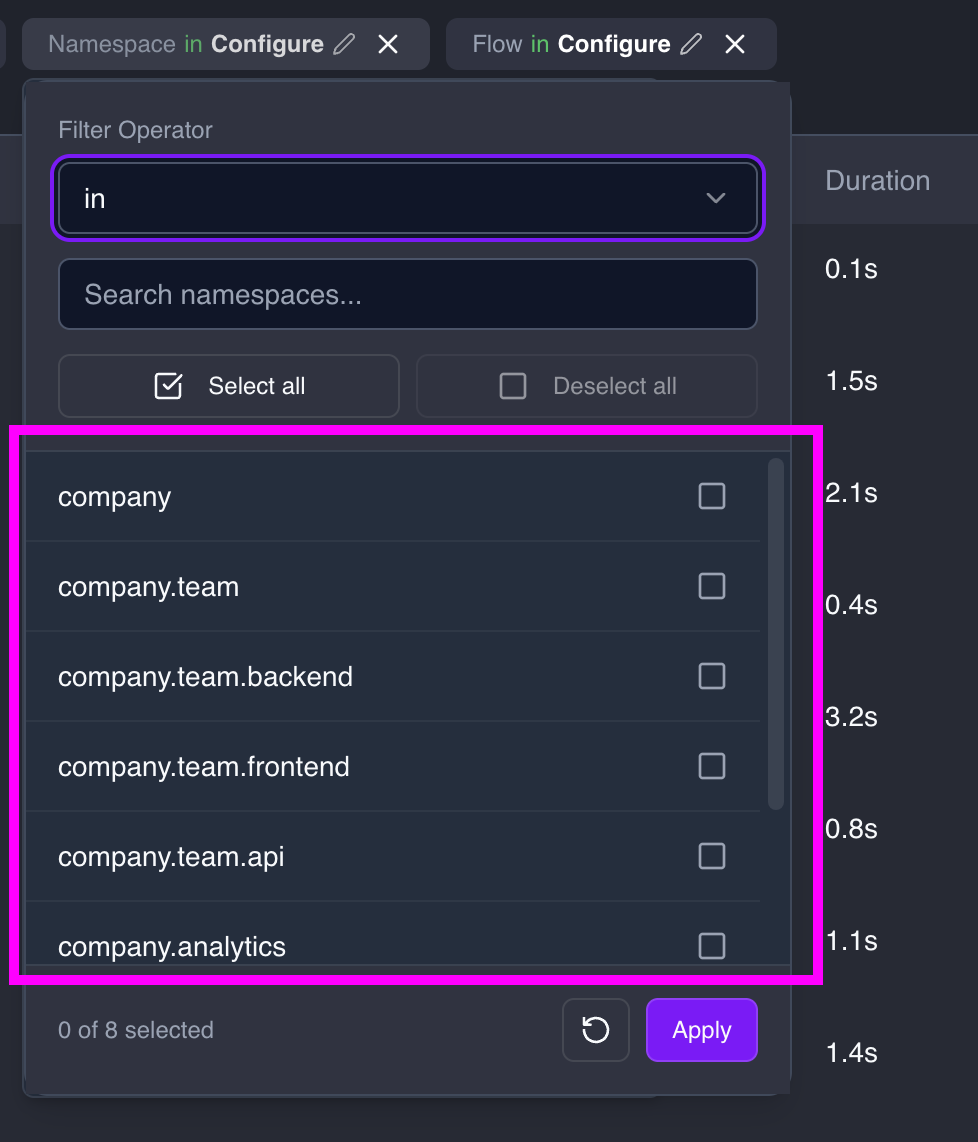 Namespace in Configure
Flow in Configure
Filter Operator
in
Duration
0.1s
Search namespaces...
Select all
Deselect all
1.5s
company
2.1s
company.team
0.4s
company.team.backend
3.2s
company.team.frontend
company.team.api
0.8s
company.analytics
1.1s
0 of 8 selected
Apply
1.4s